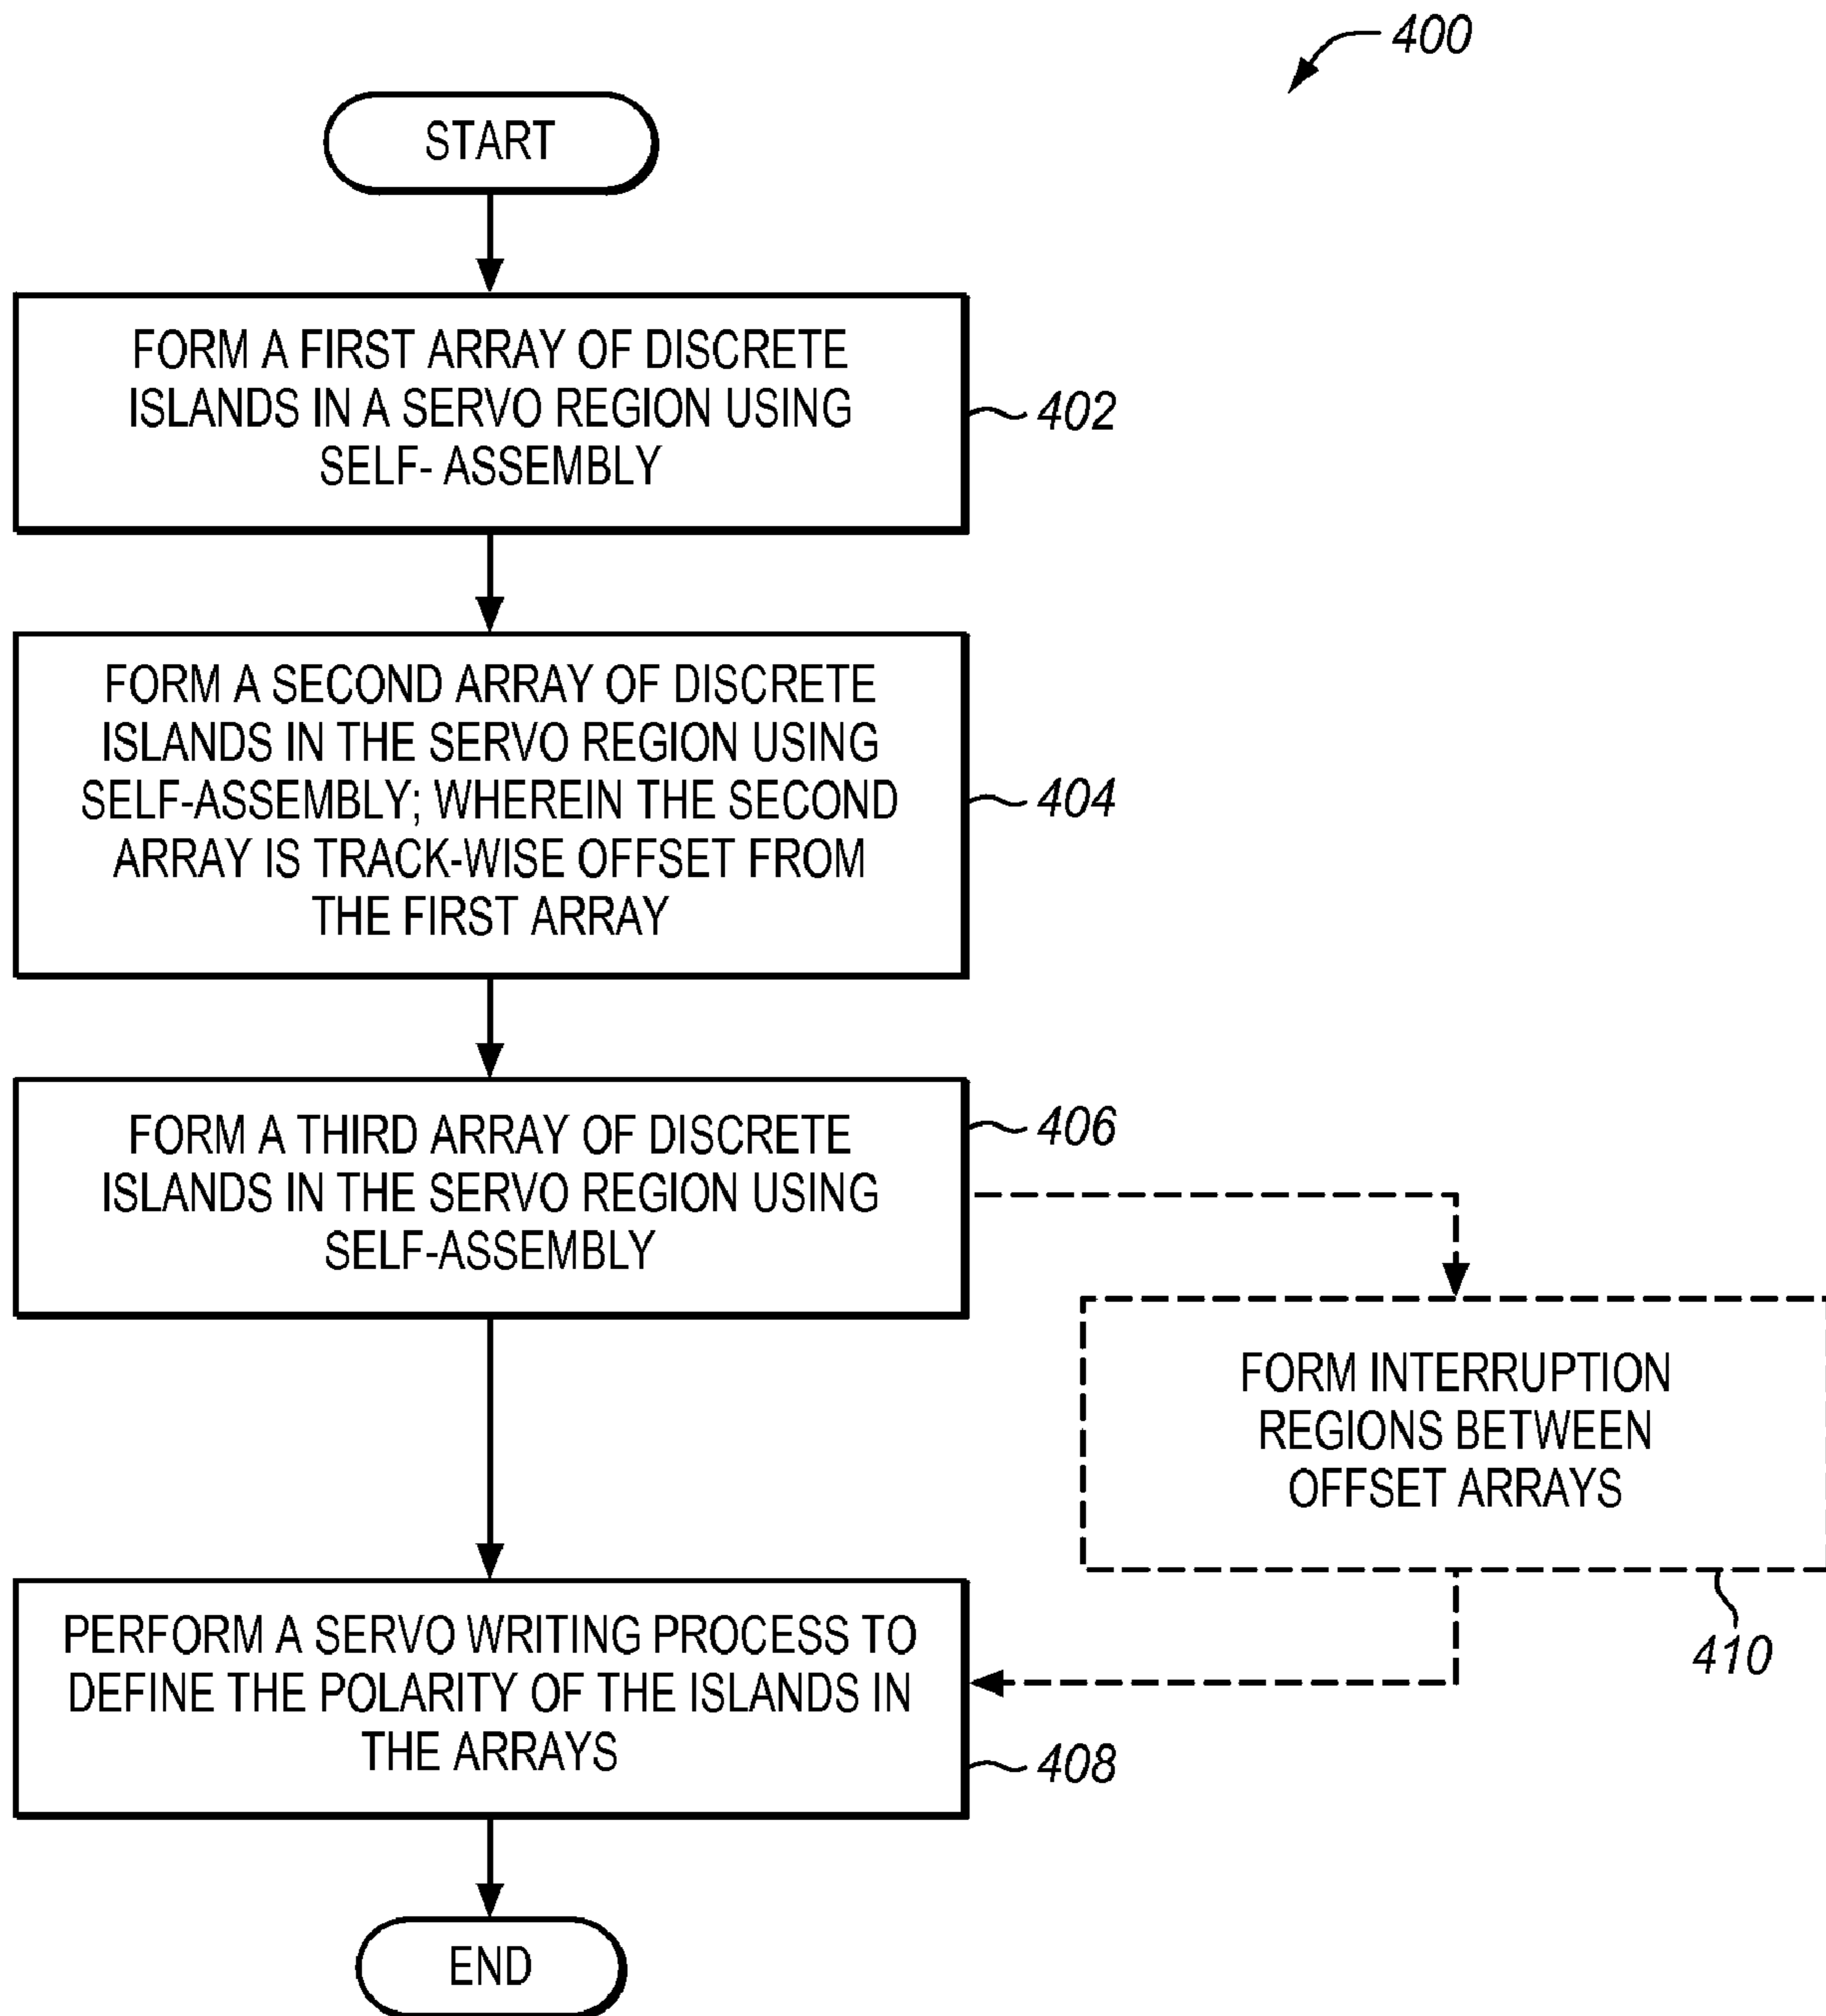 400
START
FORM A FIRST ARRAY OF DISCRETE
ISLANDS IN A SERVO REGION USING
SELF- ASSEMBLY
402
FORM A SECOND ARRAY OF DISCRETE
ISLANDS IN THE SERVO REGION USING
SELF-ASSEMBLY; WHEREIN THE SECOND
ARRAY IS TRACK-WISE OFFSET FROM
THE FIRST ARRAY
404
FORM A THIRD ARRAY OF DISCRETE
ISLANDS IN THE SERVO REGION USING
SELF-ASSEMBLY
406
FORM INTERRUPTION
REGIONS BETWEEN
OFFSET ARRAYS
410
PERFORM A SERVO WRITING PROCESS TO
DEFINE THE POLARITY OF THE ISLANDS IN
THE ARRAYS
408
END